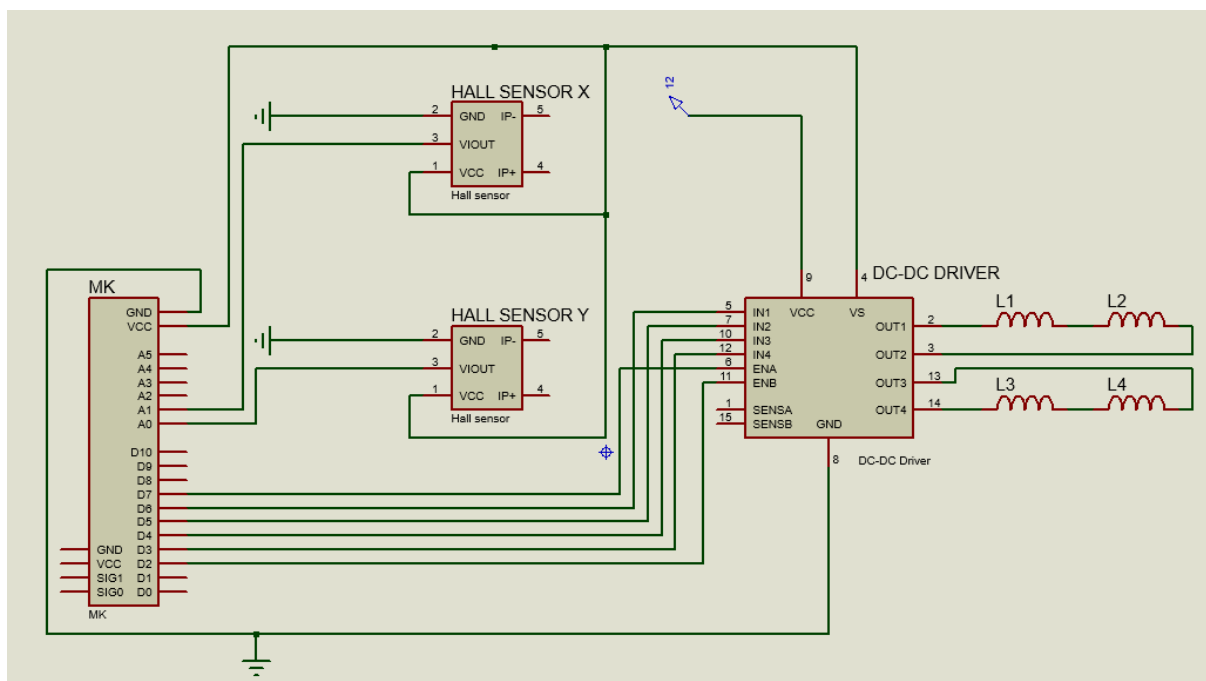 12
HALL SENSOR X
2 GND IP- 5
3 VIOUT
1 VCC IP+ 4
Hall sensor
DC-DC DRIVER
9 4
VCC VS
5 IN1 OUT1 2
7 IN2 OUT2 3
10 IN3 OUT3 13
12 IN4 OUT4 14
6 ENA
11 ENB
1 SENSA
15 SENSB
GND
8
DC-DC Driver
L1 L2
L3 L4
HALL SENSOR Y
2 GND IP- 5
3 VIOUT
1 VCC IP+ 4
Hall sensor
MK
GND
VCC
A5
A4
A3
A2
A1
A0
D10
D9
D8
D7
D6
D5
D4
GND D3
VCC D2
SIG1 D1
SIG0 D0
MK